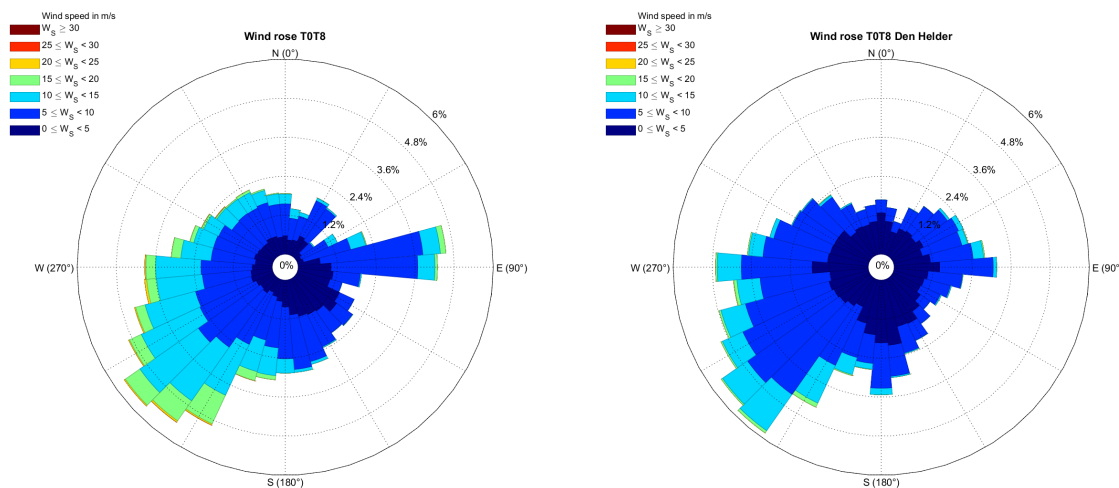 Wind speed in m/s
W_S ≥ 30
25 ≤ W_S < 30
20 ≤ W_S < 25
15 ≤ W_S < 20
10 ≤ W_S < 15
5 ≤ W_S < 10
0 ≤ W_S < 5
Wind rose T0T8
N (0°)
6%
4.8%
3.6%
2.4%
1.2%
0%
W (270°)
E (90°)
S (180°)
Wind speed in m/s
W_S ≥ 30
25 ≤ W_S < 30
20 ≤ W_S < 25
15 ≤ W_S < 20
10 ≤ W_S < 15
5 ≤ W_S < 10
0 ≤ W_S < 5
Wind rose T0T8 Den Helder
N (0°)
6%
4.8%
3.6%
2.4%
1.2%
0%
W (270°)
E (90°)
S (180°)